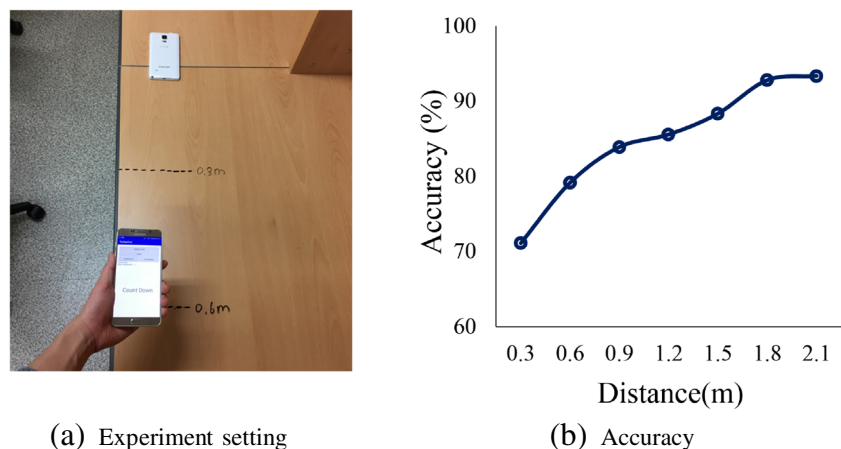 0.3m
Count Down
0.6m
(a) Experiment setting
100
90
80
70
60
Accuracy (%)
0.3 0.6 0.9 1.2 1.5 1.8 2.1
Distance(m)
(b) Accuracy